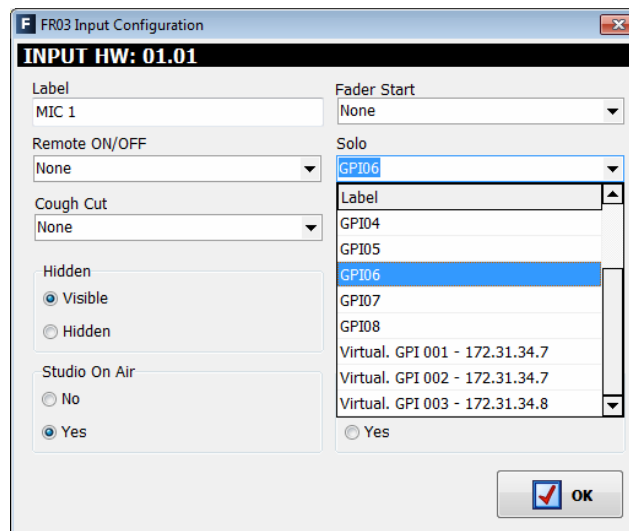 F FR03 Input Configuration
INPUT HW: 01.01
Label
MIC 1
Fader Start
None
Remote ON/OFF
None
Solo
GPI06
Cough Cut
None
Label
GPI04
GPI05
GPI06
GPI07
GPI08
Virtual. GPI 001 - 172.31.34.7
Virtual. GPI 002 - 172.31.34.7
Virtual. GPI 003 - 172.31.34.8
Hidden
Visible
Hidden
Studio On Air
No
Yes
Yes
OK